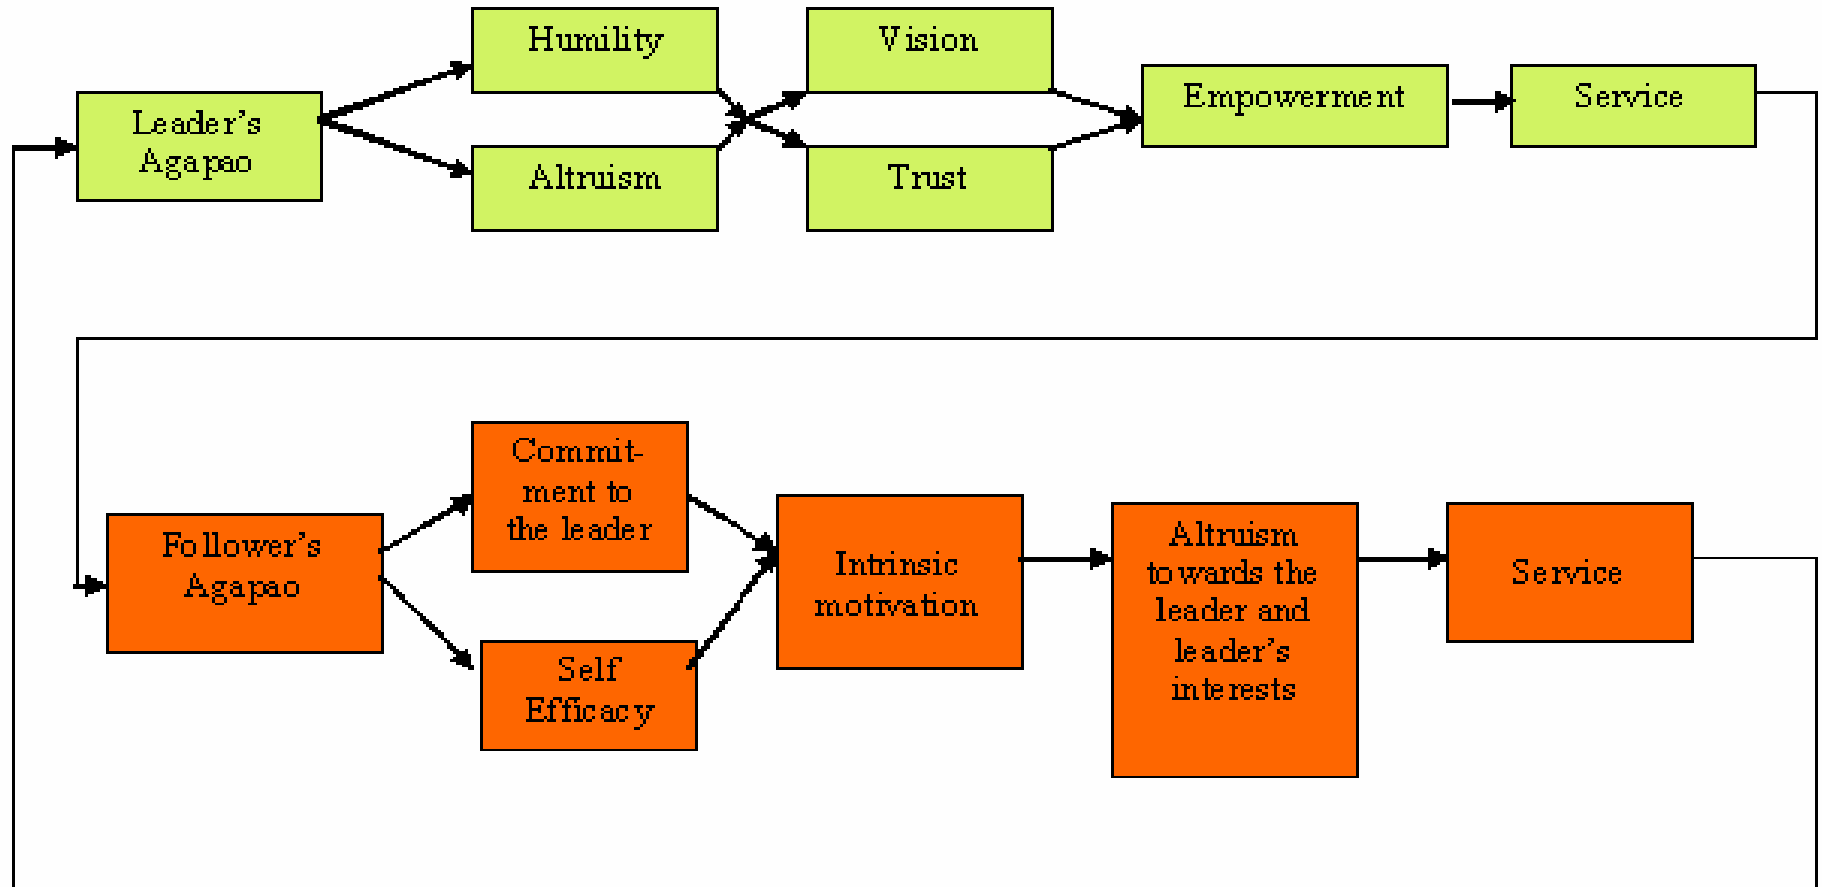 Humility
Vision
Empowerment
Service
Leader's
Agapao
Altruism
Trust
Commit-
ment to
the leader
Follower's
Agapao
Self
Efficacy
Intrinsic
motivation
Altruism
towards the
leader and
leader's
interests
Service